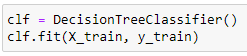 clf = DecisionTreeClassifier()
clf.fit(X_train, y_train)